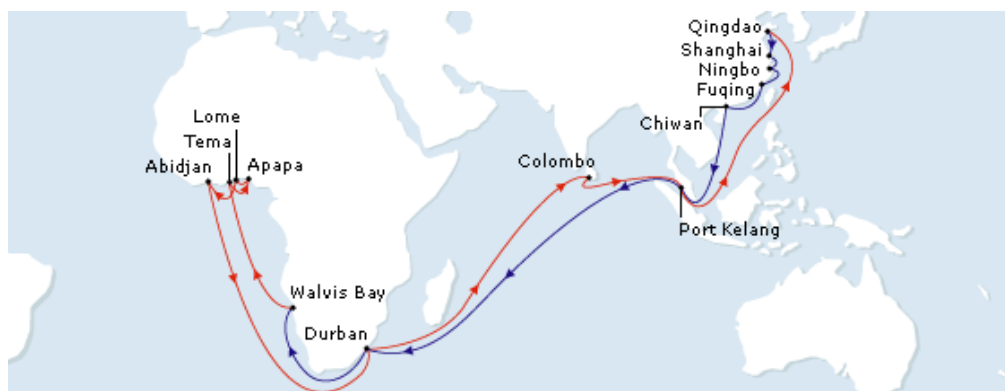 Qingdao
Shanghai
Ningbo
Fuqing
Chiwan
Lome
Tema
Abidjan
Apapa
Colombo
Port Kelang
Walvis Bay
Durban